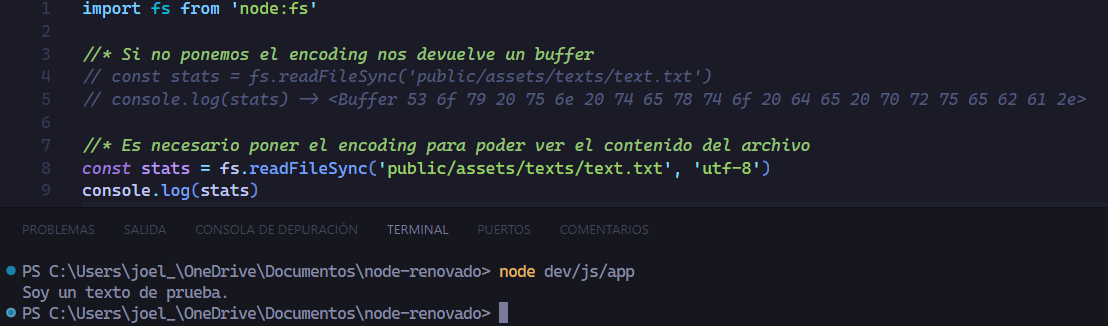 1 import fs from 'node:fs'
2
3 //* Si no ponemos el encoding nos devuelve un buffer
4 // const stats = fs.readFileSync('public/assets/texts/text.txt')
5 // console.log(stats) -> <Buffer 53 6f 79 20 75 6e 20 74 65 78 74 6f 20 64 65 20 70 72 75 65 62 61 2e>
6
7 //* Es necesario poner el encoding para poder ver el contenido del archivo
8 const stats = fs.readFileSync('public/assets/texts/text.txt', 'utf-8')
9 console.log(stats)
PROBLEMAS SALIDA CONSOLA DE DEPURACIÓN TERMINAL PUERTOS COMENTARIOS
PS C:\Users\joel_\OneDrive\Documentos\node-renovado> node dev/js/app
Soy un texto de prueba.
PS C:\Users\joel_\OneDrive\Documentos\node-renovado>